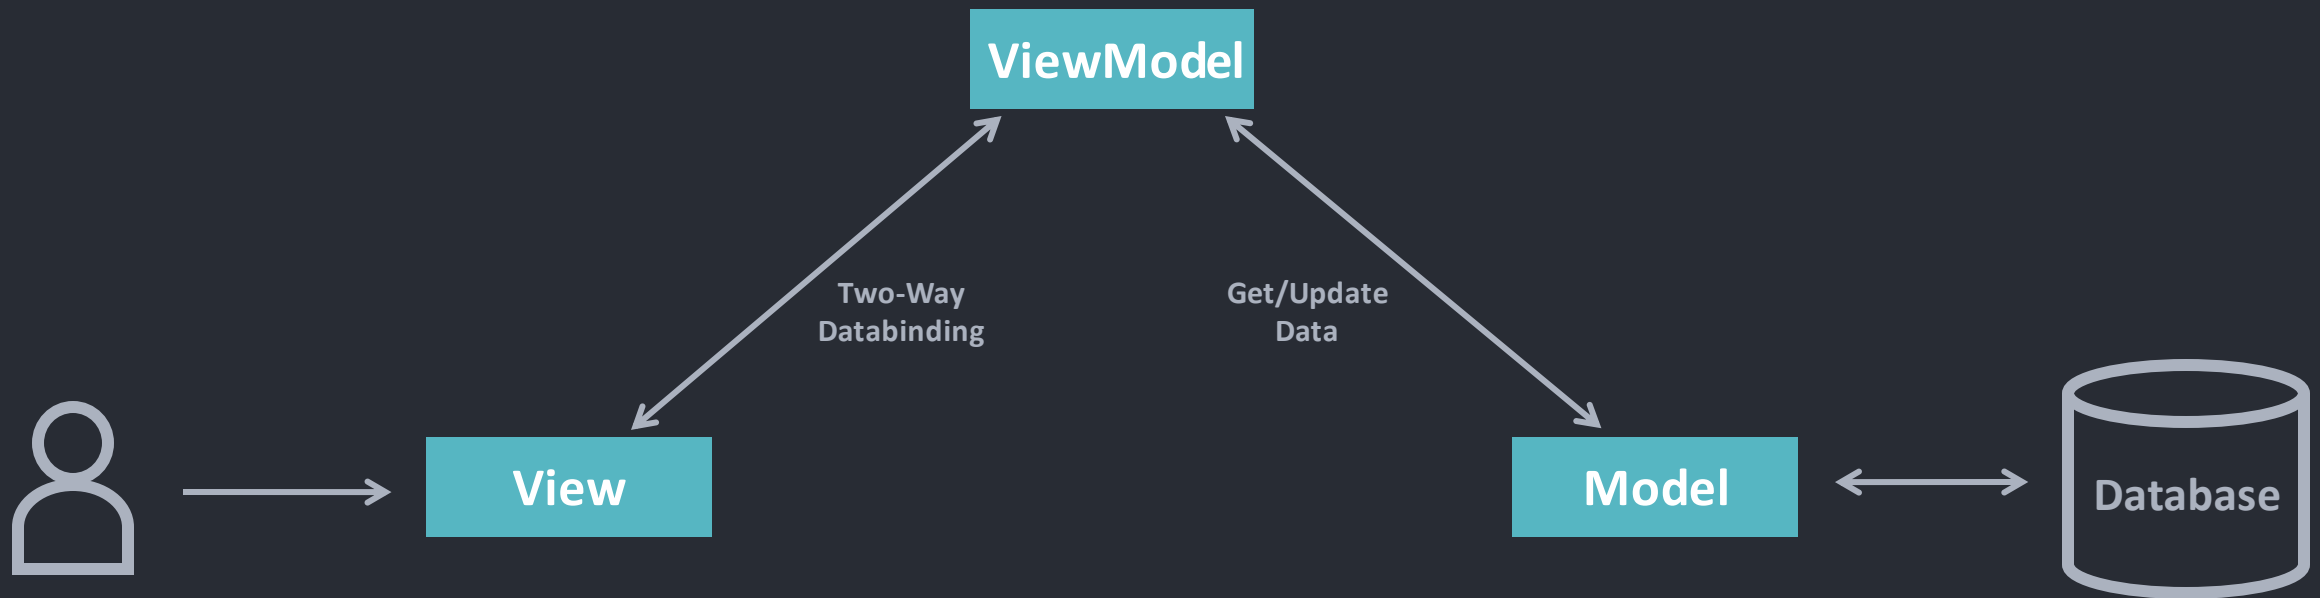 ViewModel
Two-Way
Databinding
Get/Update
Data
View
Model
Database